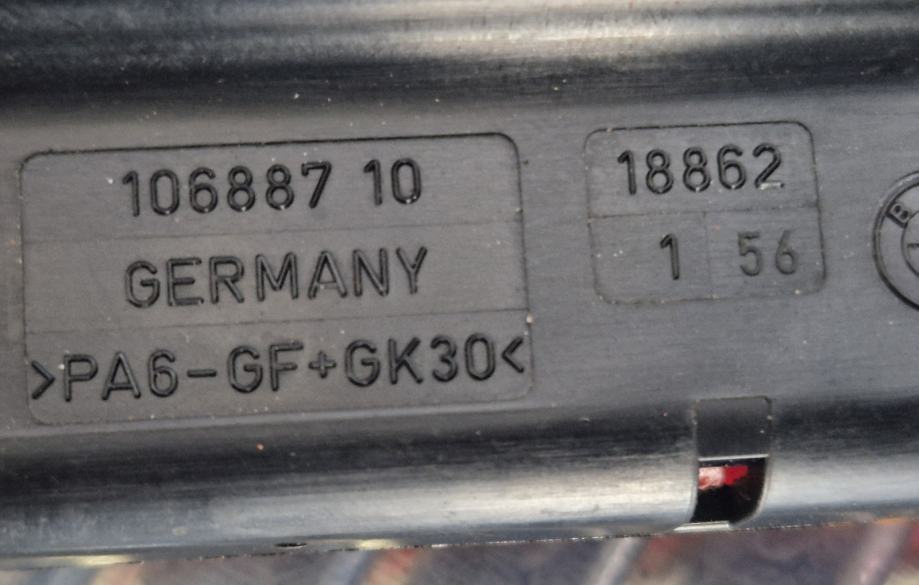 106887 10
GERMANY
>PA6-GF+GK30<
18862
1 56
B